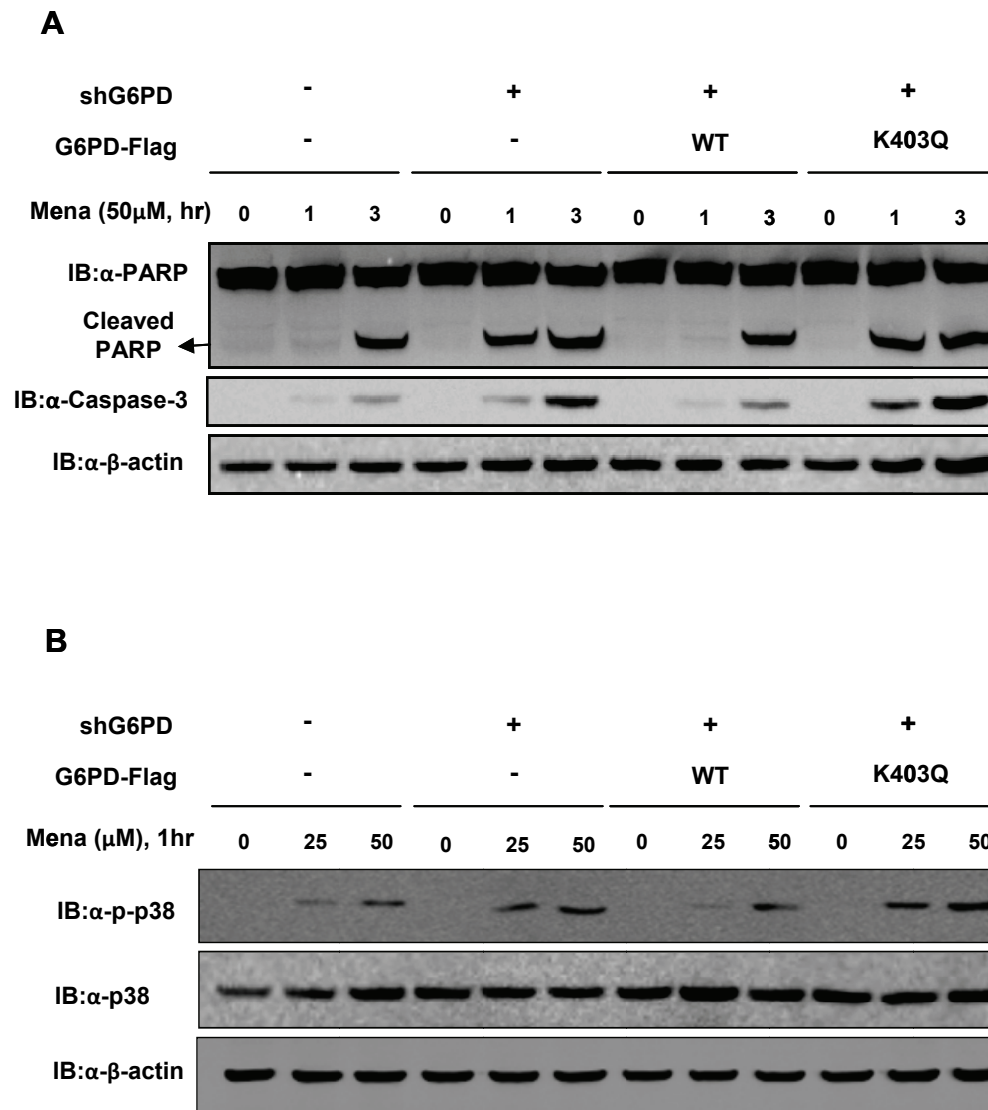 A
shG6PD - + + +
G6PD-Flag - - WT K403Q
Mena (50μM, hr) 0 1 3 0 1 3 0 1 3 0 1 3
IB:α-PARP
Cleaved
PARP
IB:α-Caspase-3
IB:α-β-actin
B
shG6PD - + + +
G6PD-Flag - - WT K403Q
Mena (μM), 1hr 0 25 50 0 25 50 0 25 50 0 25 50
IB:α-p-p38
IB:α-p38
IB:α-β-actin